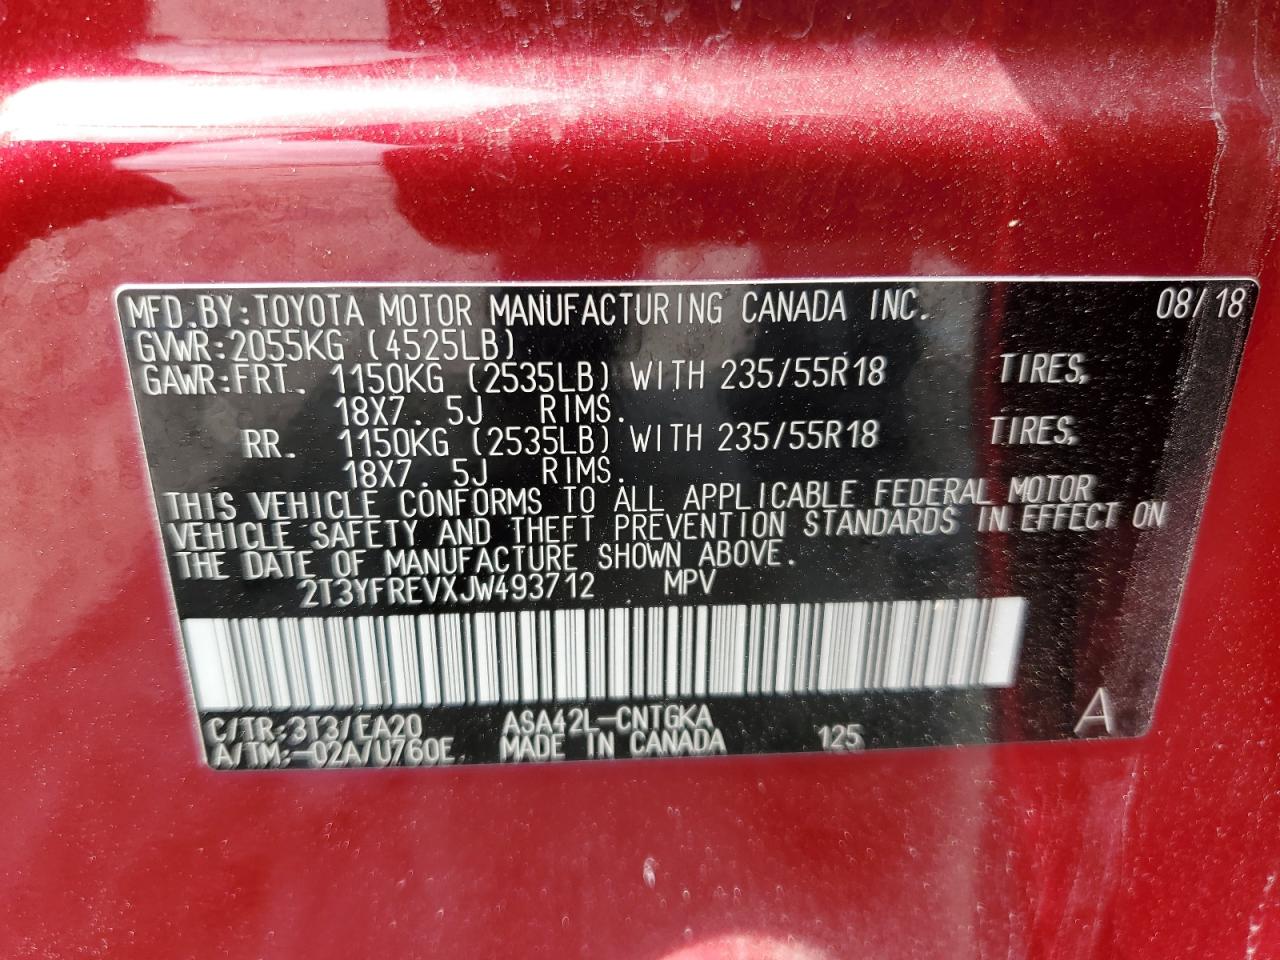 MFD.BY:TOYOTA MOTOR MANUFACTURING CANADA INC. 08/18
GVWR:2055KG (4525LB)
GAWR:FRT. 1150KG (2535LB) WITH 235/55R18 TIRES,
18X7.5J RIMS.
RR. 1150KG (2535LB) WITH 235/55R18 TIRES,
18X7.5J RIMS.
THIS VEHICLE CONFORMS TO ALL APPLICABLE FEDERAL MOTOR
VEHICLE SAFETY AND THEFT PREVENTION STANDARDS IN EFFECT ON
THE DATE OF MANUFACTURE SHOWN ABOVE.
2T3YFREVXJW493712 MPV
C/TR:3T3/EA20 ASA42L-CNTGKA A
A/TM:-02A/U760E MADE IN CANADA 125